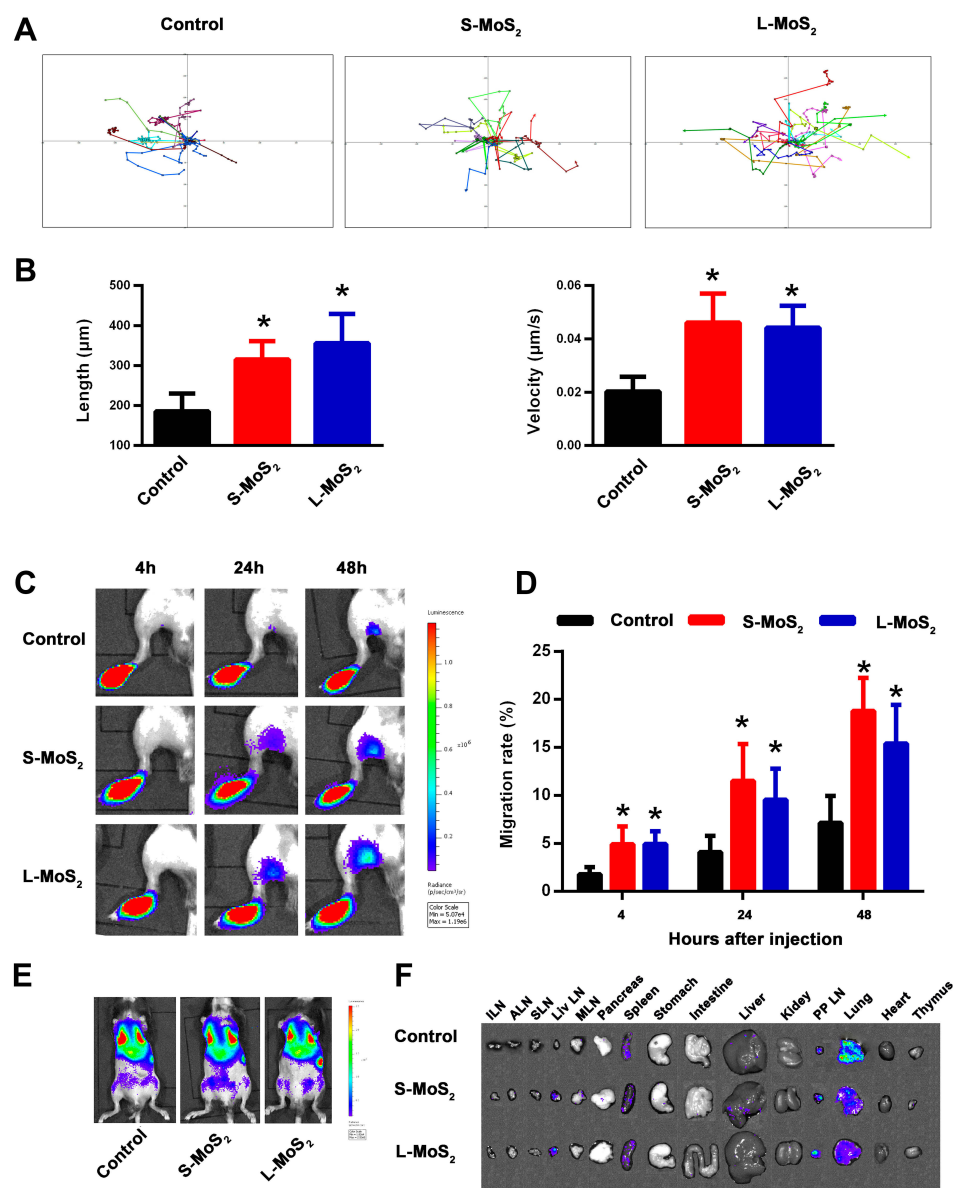 A
Control
S-MoS₂
L-MoS₂
B
Length (μm)
500
400
300
200
100
Control
S-MoS₂
L-MoS₂
Velocity (μm/s)
0.06
0.04
0.02
0.00
Control
S-MoS₂
L-MoS₂
* * * *
C
4h 24h 48h
Control
S-MoS₂
L-MoS₂
Luminescence
1.0
0.8
x10⁶
0.6
0.4
0.2
Radiance
(p/sec/cm²/sr)
Color Scale
Min = 5.07e4
Max = 1.19e6
D
Control S-MoS₂ L-MoS₂
Migration rate (%)
25
20
15
10
5
0
* * * * * *
4 24 48
Hours after injection
E
Control
S-MoS₂
L-MoS₂
F
ILN ALN SLN Liv LN MLN Pancreas Spleen Stomach Intestine Liver Kidey PP LN Lung Heart Thymus
Control
S-MoS₂
L-MoS₂